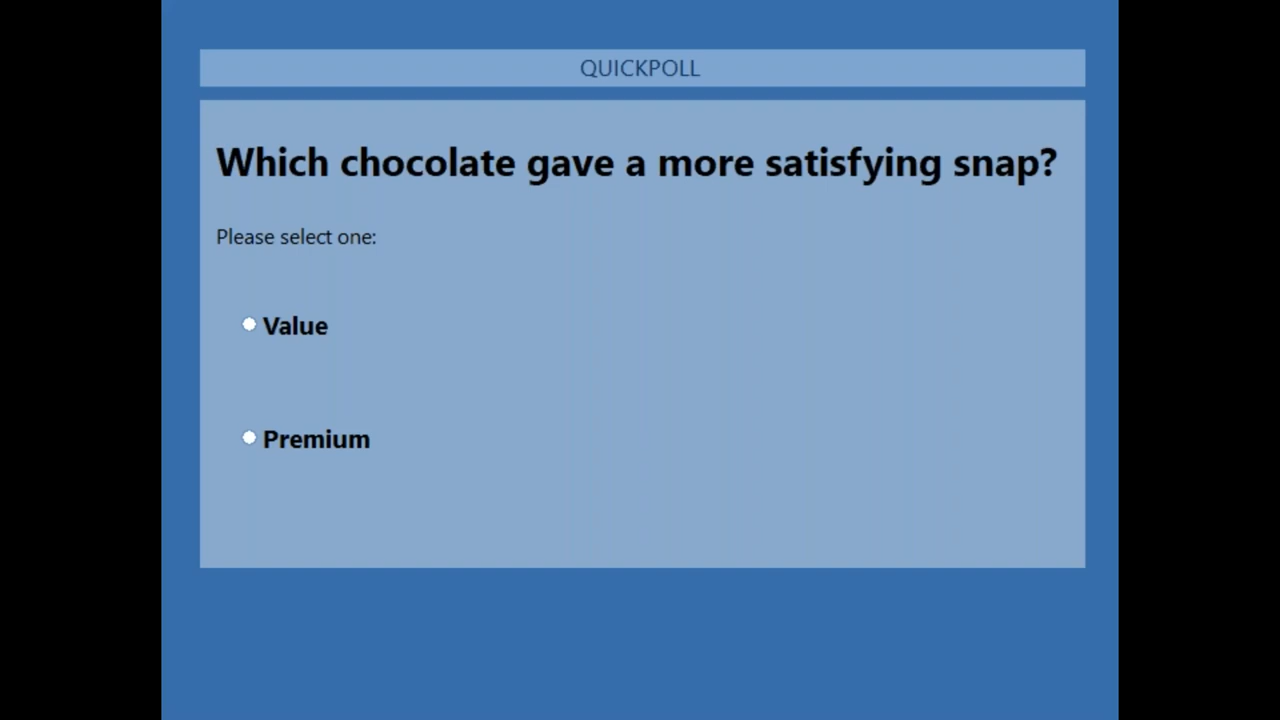 QUICKPOLL
Which chocolate gave a more satisfying snap?
Please select one:
Value
Premium